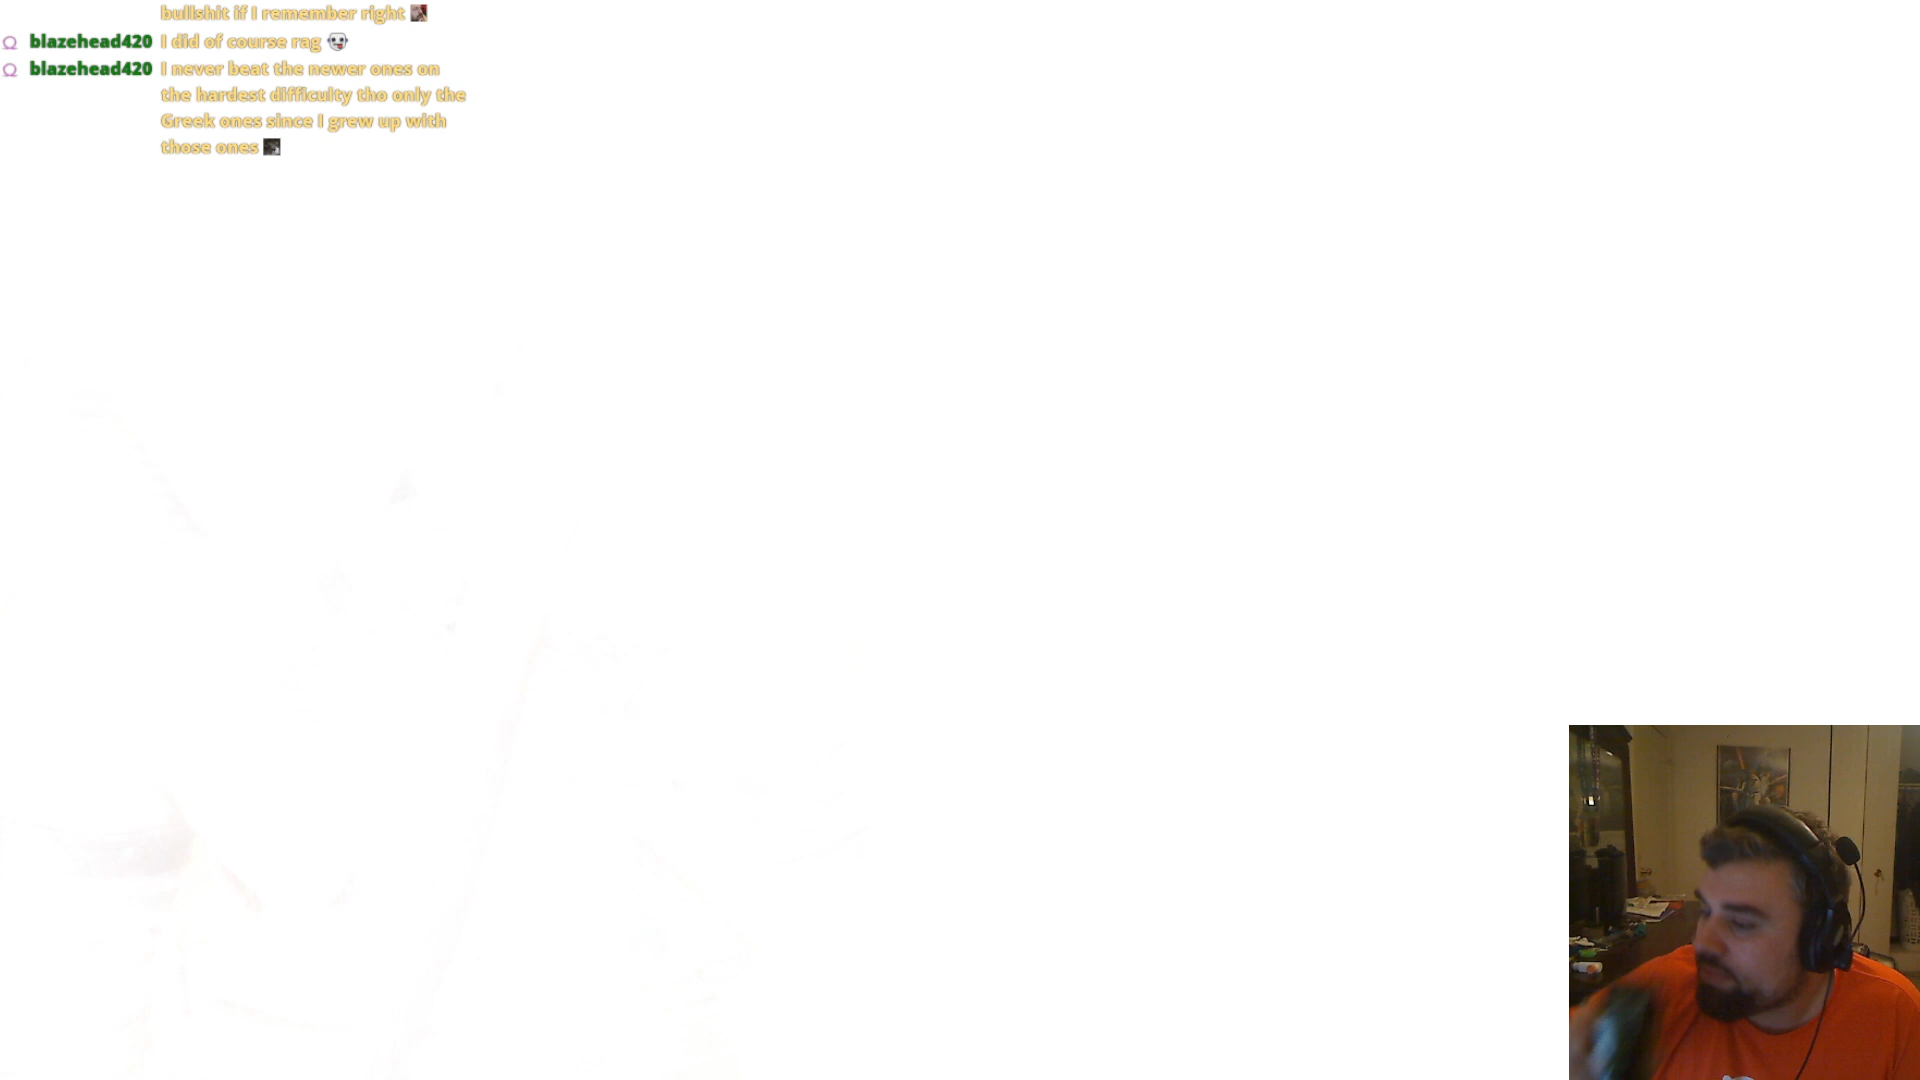 bullshit if I remember right
blazehead420 I did of course rag
blazehead420 I never beat the newer ones on
the hardest difficulty tho only the
Greek ones since I grew up with
those ones